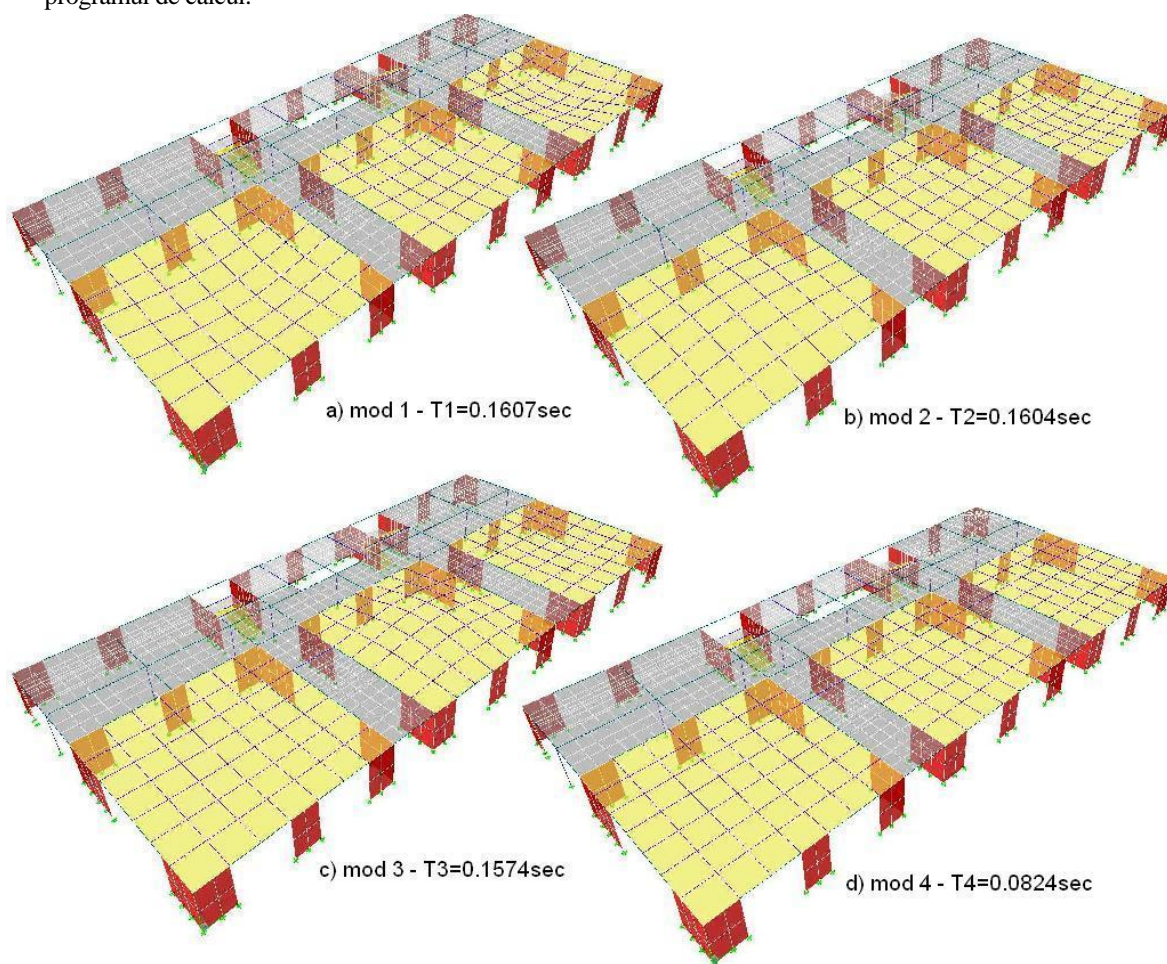 programul de calcul.
a) mod 1 - T1=0.1607sec
b) mod 2 - T2=0.1604sec
c) mod 3 - T3=0.1574sec
d) mod 4 - T4=0.0824sec